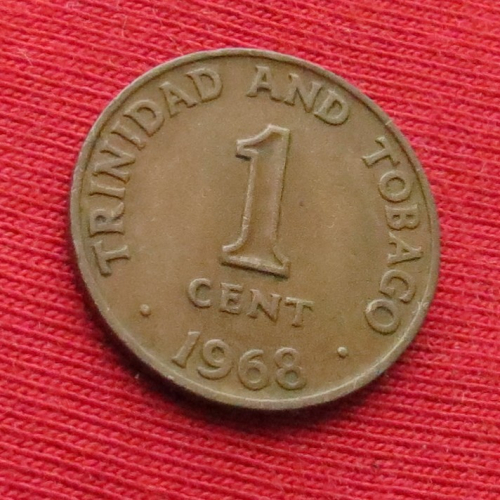 TRINIDAD AND TOBAGO
1
CENT
1968